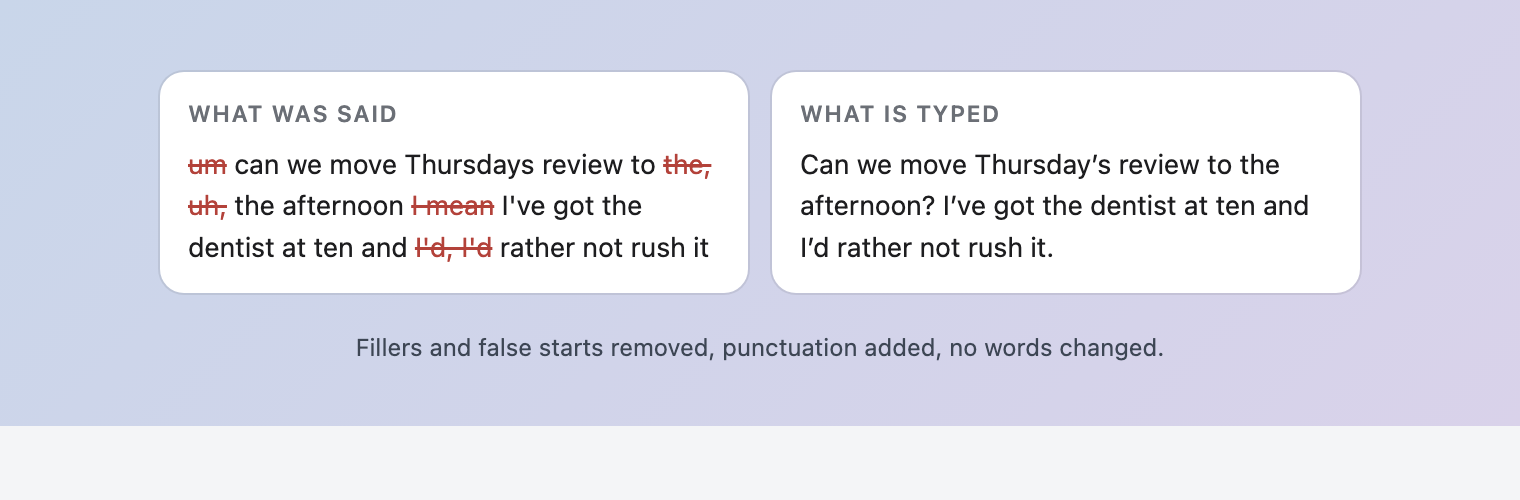 WHAT WAS SAID
um can we move Thursdays review to the,
uh, the afternoon I mean I've got the
dentist at ten and I'd, I'd rather not rush it
WHAT IS TYPED
Can we move Thursday’s review to the
afternoon? I’ve got the dentist at ten and
I’d rather not rush it.
Fillers and false starts removed, punctuation added, no words changed.